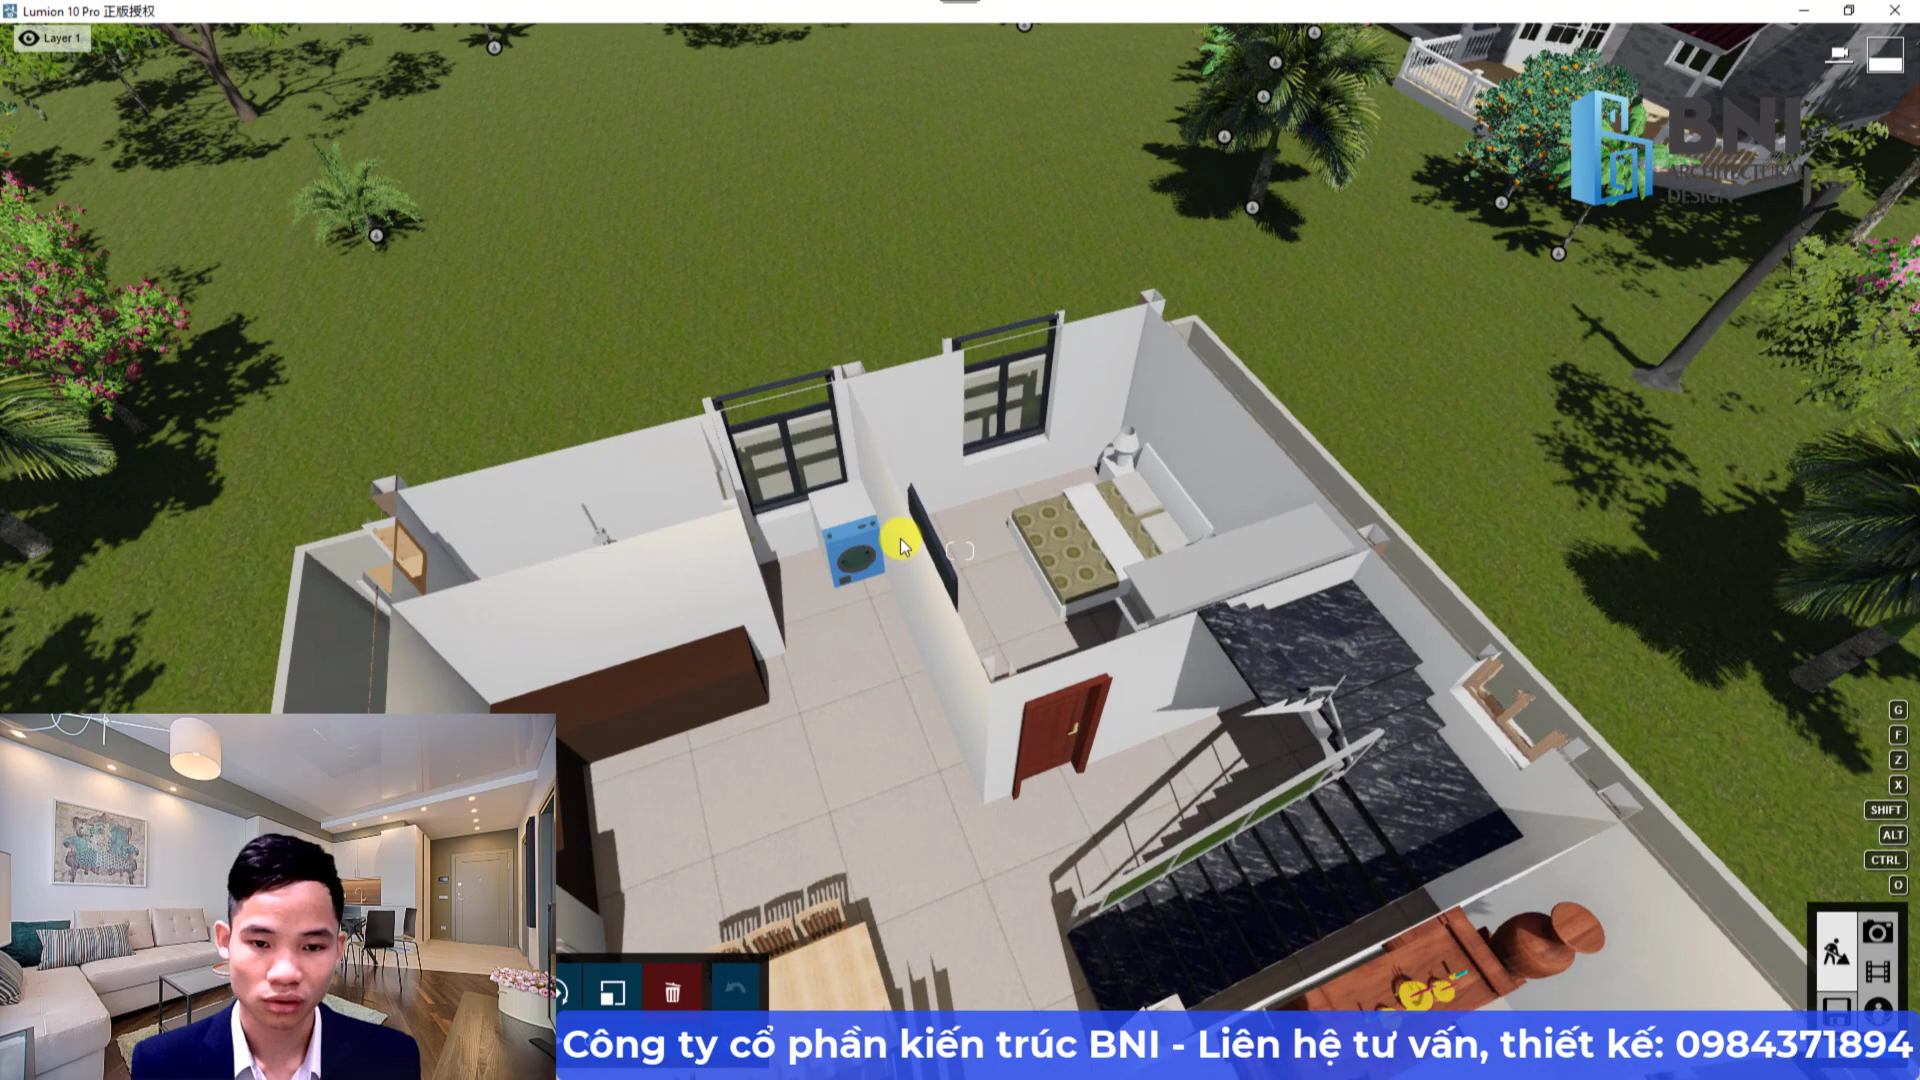 Lumion 10 Pro 正版授权
Layer 1
BNI
ARCHITECTURAL
DESIGN
G
F
Z
X
SHIFT
ALT
CTRL
O
Công ty cổ phần kiến trúc BNI - Liên hệ tư vấn, thiết kế: 0984371894